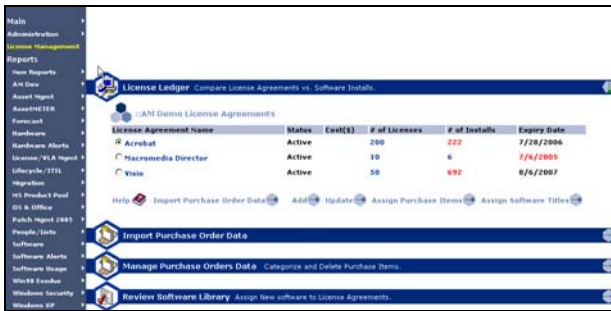 Main
Administration
License Management
Reports
New Reports
AM Dev
Asset Mgmt
AssetMETER
Forecast
Hardware
Hardware Alerts
License/VLA Mgmt
Lifecycle/ITIL
Migration
MS Product Pool
OS & Office
Patch Mgmt 2005
People/Lists
Software
Software Alerts
Software Usage
Win98 Exodus
Windows Security
Windows XP
License Ledger Compare License Agreements vs. Software Installs.
::AM Demo License Agreements
License Agreement Name Status Cost($) # of Licenses # of Installs Expiry Date
Acrobat Active 200 222 7/28/2006
Macromedia Director Active 10 6 7/6/2005
Visio Active 50 692 8/6/2007
Help Import Purchase Order Data Add Update Assign Purchase Items Assign Software Titles
Import Purchase Order Data
Manage Purchase Orders Data Categorize and Delete Purchase Items.
Review Software Library Assign New software to License Agreements.